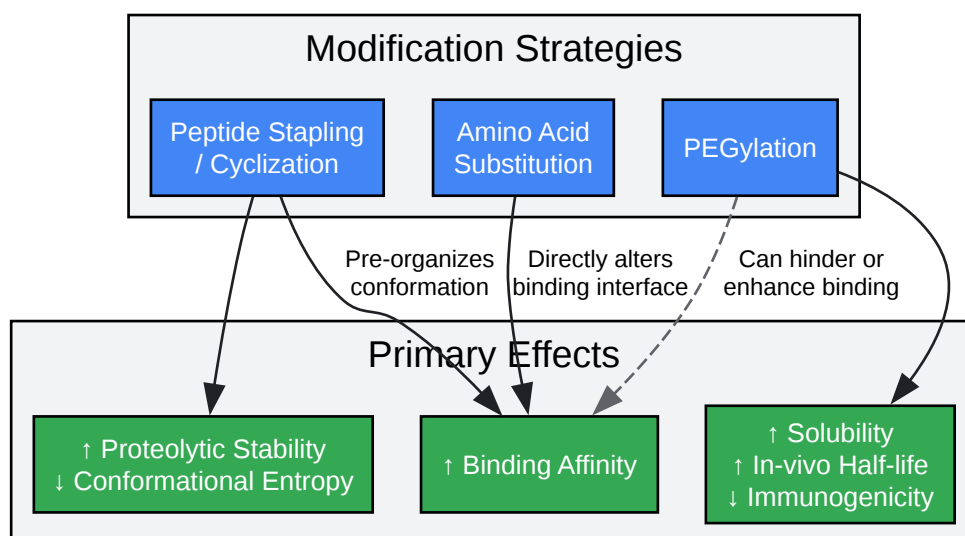 Modification Strategies
Peptide Stapling
/ Cyclization
Amino Acid
Substitution
PEGylation
Pre-organizes
conformation
Directly alters
binding interface
Can hinder or
enhance binding
Primary Effects
↑ Proteolytic Stability
↓ Conformational Entropy
↑ Binding Affinity
↑ Solubility
↑ In-vivo Half-life
↓ Immunogenicity